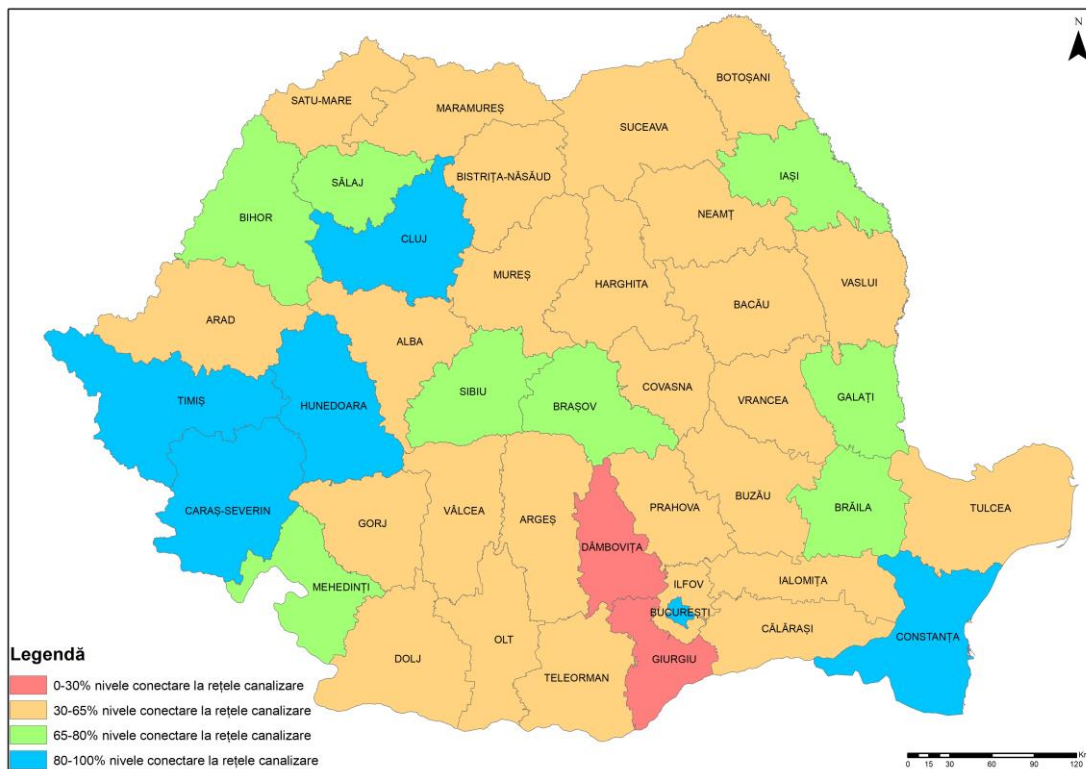 N
BOTOȘANI
SATU-MARE
MARAMUREȘ
SUCEAVA
SĂLAJ
BISTRIȚA-NĂSĂUD
IAȘI
BIHOR
NEAMȚ
CLUJ
MUREȘ
HARGHITA
VASLUI
BACĂU
ARAD
ALBA
COVASNA
SIBIU
BRAȘOV
VRANCEA
GALAȚI
TIMIȘ
HUNEDOARA
BUZĂU
CARAȘ-SEVERIN
VÂLCEA
ARGEȘ
PRAHOVA
BRĂILA
TULCEA
GORJ
DÂMBOVIȚA
MEHEDINȚI
ILFOV
IALOMIȚA
BUCUREȘTI
CĂLĂRAȘI
CONSTANȚA
OLT
DOLJ
GIURGIU
TELEORMAN
Legendă
0-30% nivele conectare la rețele canalizare
30-65% nivele conectare la rețele canalizare
65-80% nivele conectare la rețele canalizare
80-100% nivele conectare la rețele canalizare
Km
0 15 30 60 90 120